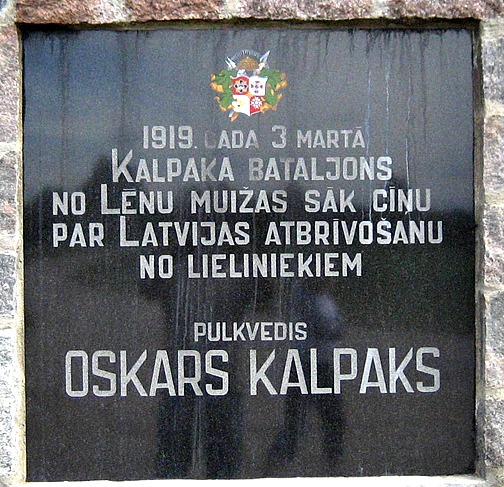 1919. GADA 3 MARTĀ
KALPAKA BATALJONS
NO LĒNU MUIŽAS SĀK CĪŅU
PAR LATVIJAS ATBRĪVOŠANU
NO LIELINIEKIEM
PULKVEDIS
OSKARS KALPAKS